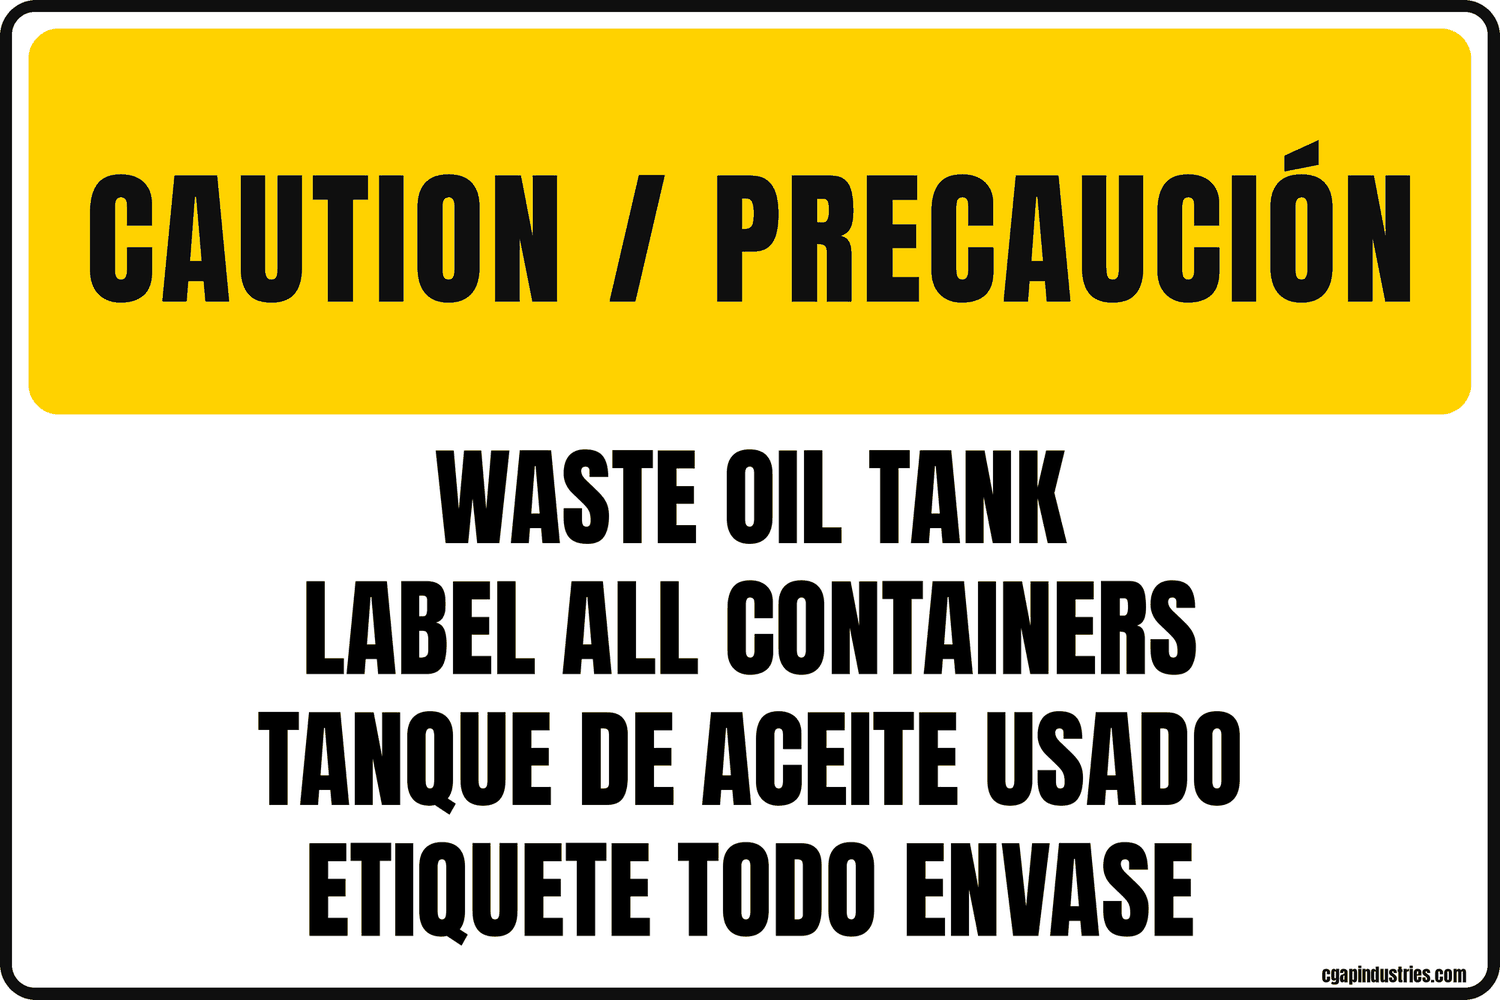 CAUTION / PRECAUCIÓN
WASTE OIL TANK
LABEL ALL CONTAINERS
TANQUE DE ACEITE USADO
ETIQUETE TODO ENVASE
cgapindustries.com